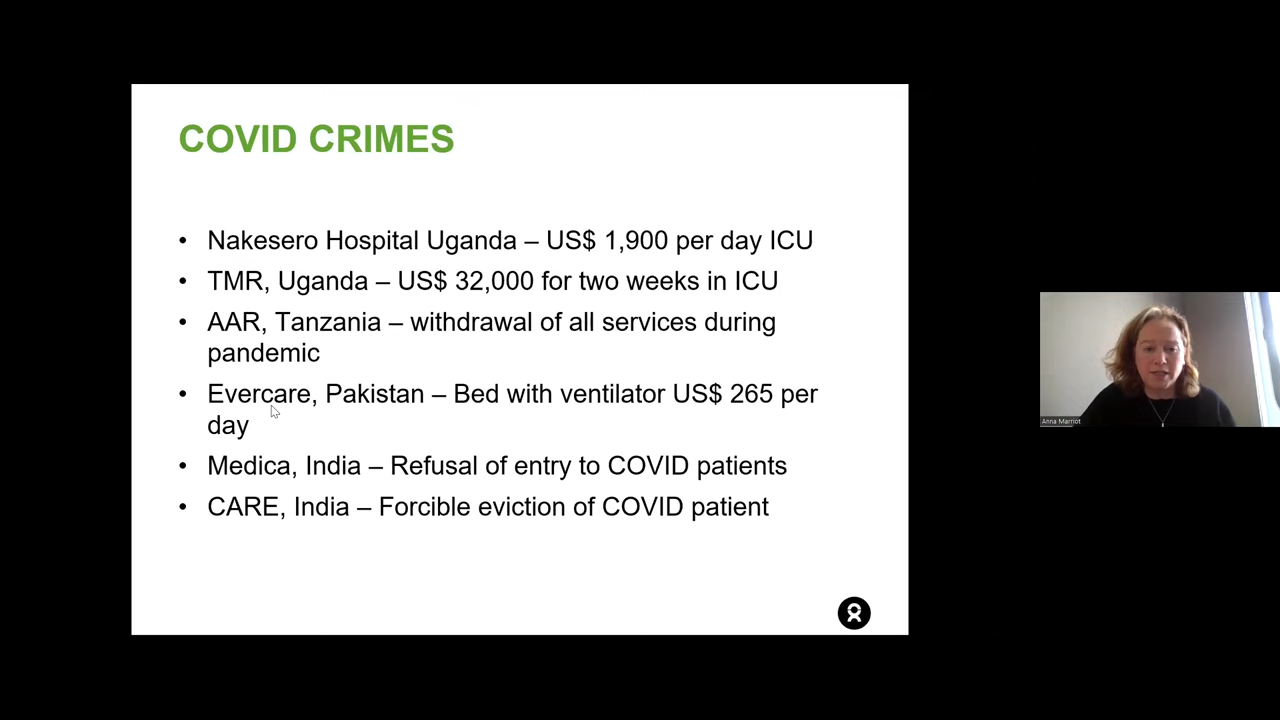 COVID CRIMES
• Nakesero Hospital Uganda – US$ 1,900 per day ICU
• TMR, Uganda – US$ 32,000 for two weeks in ICU
• AAR, Tanzania – withdrawal of all services during
pandemic
• Evercare, Pakistan – Bed with ventilator US$ 265 per
day
• Medica, India – Refusal of entry to COVID patients
• CARE, India – Forcible eviction of COVID patient
Anna Marriot